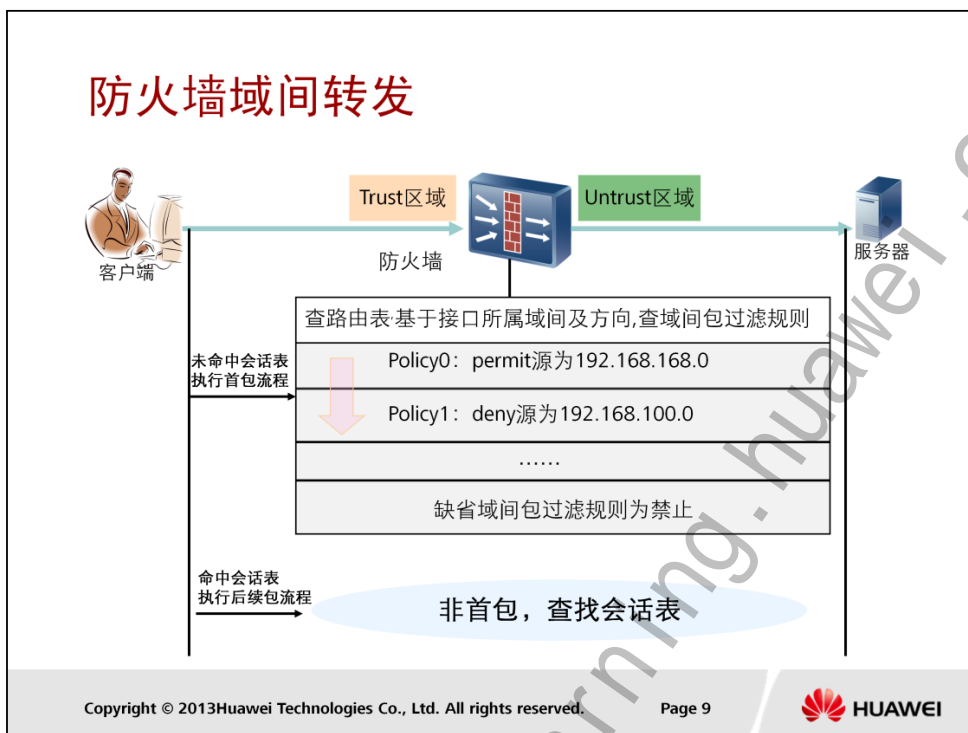 防火墙域间转发
Trust区域
Untrust区域
客户端
防火墙
服务器
查路由表·基于接口所属域间及方向,查域间包过滤规则
未命中会话表
执行首包流程
Policy0：permit源为192.168.168.0
Policy1：deny源为192.168.100.0
……
缺省域间包过滤规则为禁止
命中会话表
执行后续包流程
非首包，查找会话表
Copyright © 2013Huawei Technologies Co., Ltd. All rights reserved.
Page 9
HUAWEI
rning.huawei.